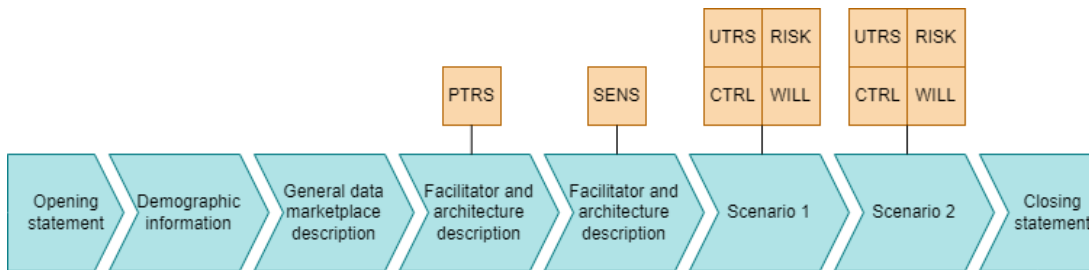 UTRS RISK UTRS RISK
PTRS SENS CTRL WILL CTRL WILL
Opening
statement
Demographic
information
General data
marketplace
description
Facilitator and
architecture
description
Facilitator and
architecture
description
Scenario 1
Scenario 2
Closing
statement